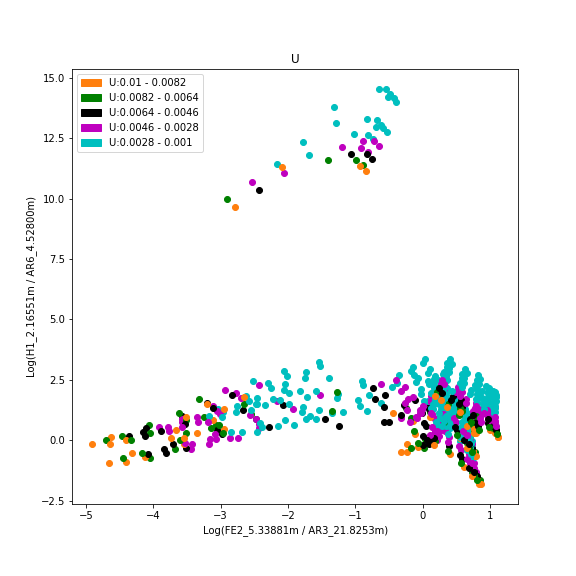 U
15.0
12.5
10.0
7.5
5.0
2.5
0.0
−2.5
Log(H1_2.16551m / AR6_4.52800m)
U:0.01 - 0.0082
U:0.0082 - 0.0064
U:0.0064 - 0.0046
U:0.0046 - 0.0028
U:0.0028 - 0.001
−5 −4 −3 −2 −1 0 1
Log(FE2_5.33881m / AR3_21.8253m)